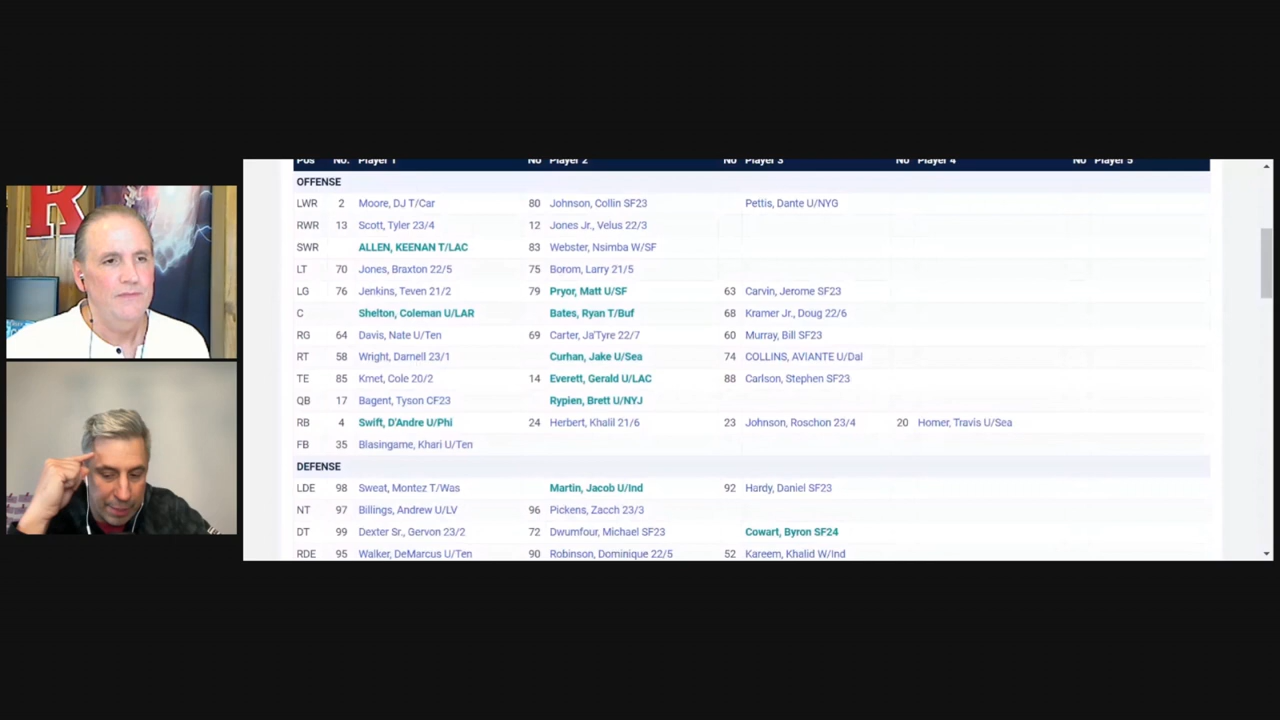 R
Pos No. Player 1 No Player 2 No Player 3 No Player 4 No Player 5
OFFENSE
LWR 2 Moore, DJ T/Car 80 Johnson, Collin SF23 Pettis, Dante U/NYG
RWR 13 Scott, Tyler 23/4 12 Jones Jr., Velus 22/3
SWR ALLEN, KEENAN T/LAC 83 Webster, Nsimba W/SF
LT 70 Jones, Braxton 22/5 75 Borom, Larry 21/5
LG 76 Jenkins, Teven 21/2 79 Pryor, Matt U/SF 63 Carvin, Jerome SF23
C Shelton, Coleman U/LAR Bates, Ryan T/Buf 68 Kramer Jr., Doug 22/6
RG 64 Davis, Nate U/Ten 69 Carter, Ja'Tyre 22/7 60 Murray, Bill SF23
RT 58 Wright, Darnell 23/1 Curhan, Jake U/Sea 74 COLLINS, AVIANTE U/Dal
TE 85 Kmet, Cole 20/2 14 Everett, Gerald U/LAC 88 Carlson, Stephen SF23
QB 17 Bagent, Tyson CF23 Rypien, Brett U/NYJ
RB 4 Swift, D'Andre U/Phi 24 Herbert, Khalil 21/6 23 Johnson, Roschon 23/4 20 Homer, Travis U/Sea
FB 35 Blasingame, Khari U/Ten
DEFENSE
LDE 98 Sweat, Montez T/Was Martin, Jacob U/Ind 92 Hardy, Daniel SF23
NT 97 Billings, Andrew U/LV 96 Pickens, Zacch 23/3
DT 99 Dexter Sr., Gervon 23/2 72 Dwumfour, Michael SF23 Cowart, Byron SF24
RDE 95 Walker, DeMarcus U/Ten 90 Robinson, Dominique 22/5 52 Kareem, Khalid W/Ind